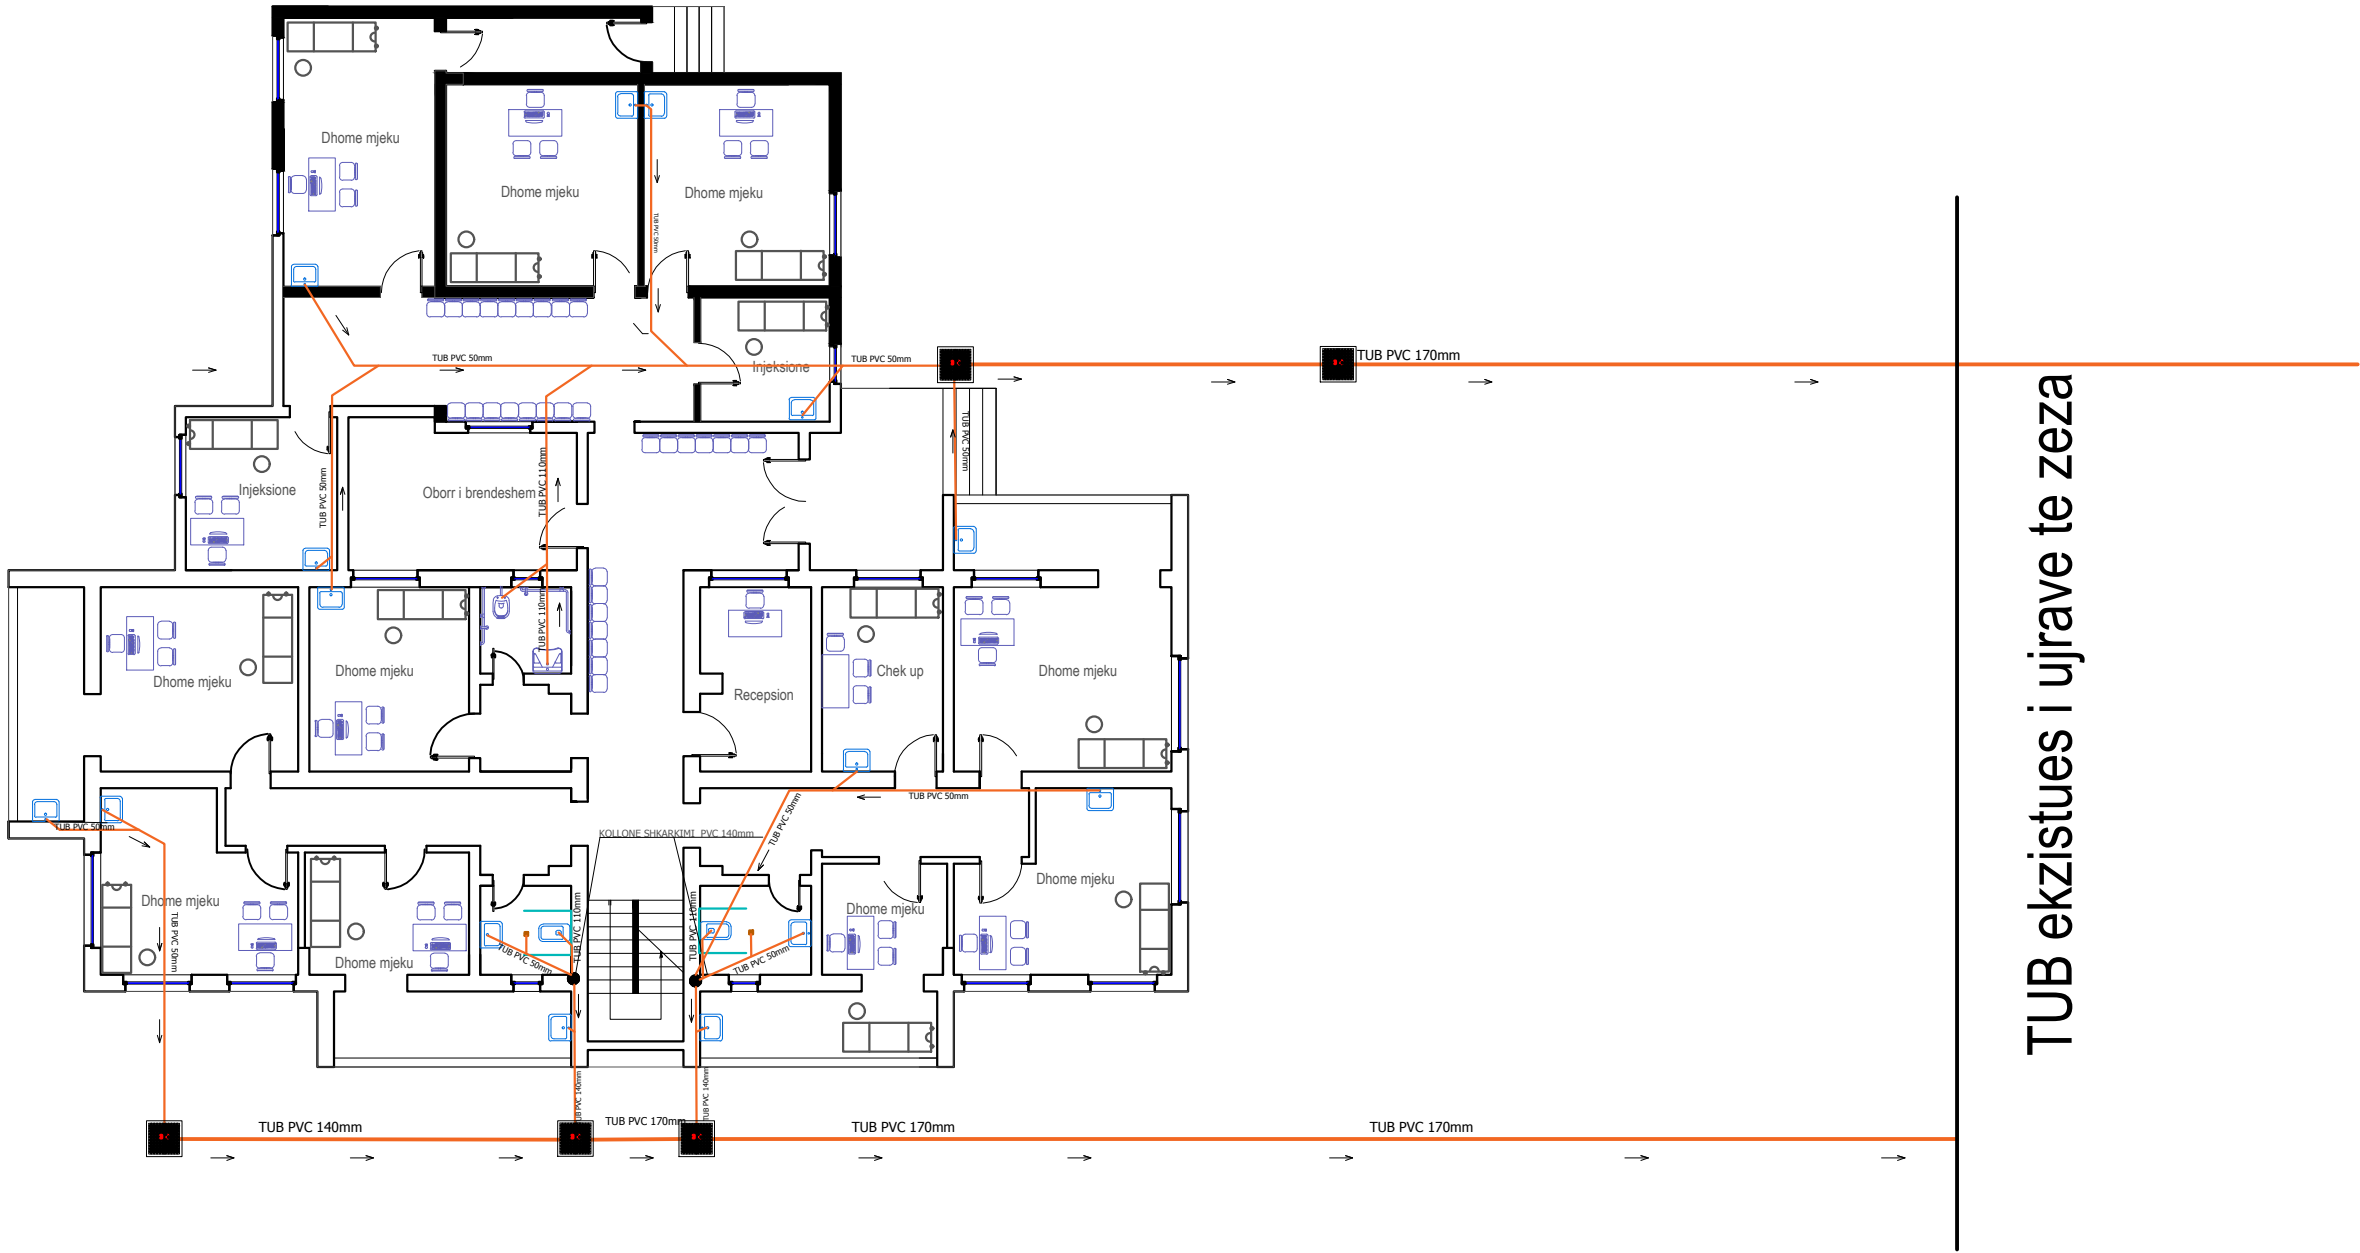 Dhome mjeku
Dhome mjeku
Dhome mjeku
TUB PVC 50mm
TUB PVC 50mm
TUB PVC 50mm
Injeksione
TUB PVC 170mm
TUB PVC 50mm
Injeksione
TUB PVC 50mm
Oborr i brendeshem
TUB PVC 110mm
TUB PVC 110mm
Dhome mjeku
Dhome mjeku
Recepsion
Chek up
Dhome mjeku
TUB PVC 50mm
TUB PVC 50mm
TUB PVC 50mm
KOLLONE SHKARKIMI PVC 140mm
Dhome mjeku
TUB PVC 50mm
Dhome mjeku
TUB PVC 50mm
TUB PVC 110mm
TUB PVC 110mm
TUB PVC 50mm
Dhome mjeku
Dhome mjeku
TUB PVC 140mm
TUB PVC 140mm
TUB PVC 140mm
TUB PVC 170mm
TUB PVC 170mm
TUB PVC 170mm
TUB ekzistues i ujrave te zeza